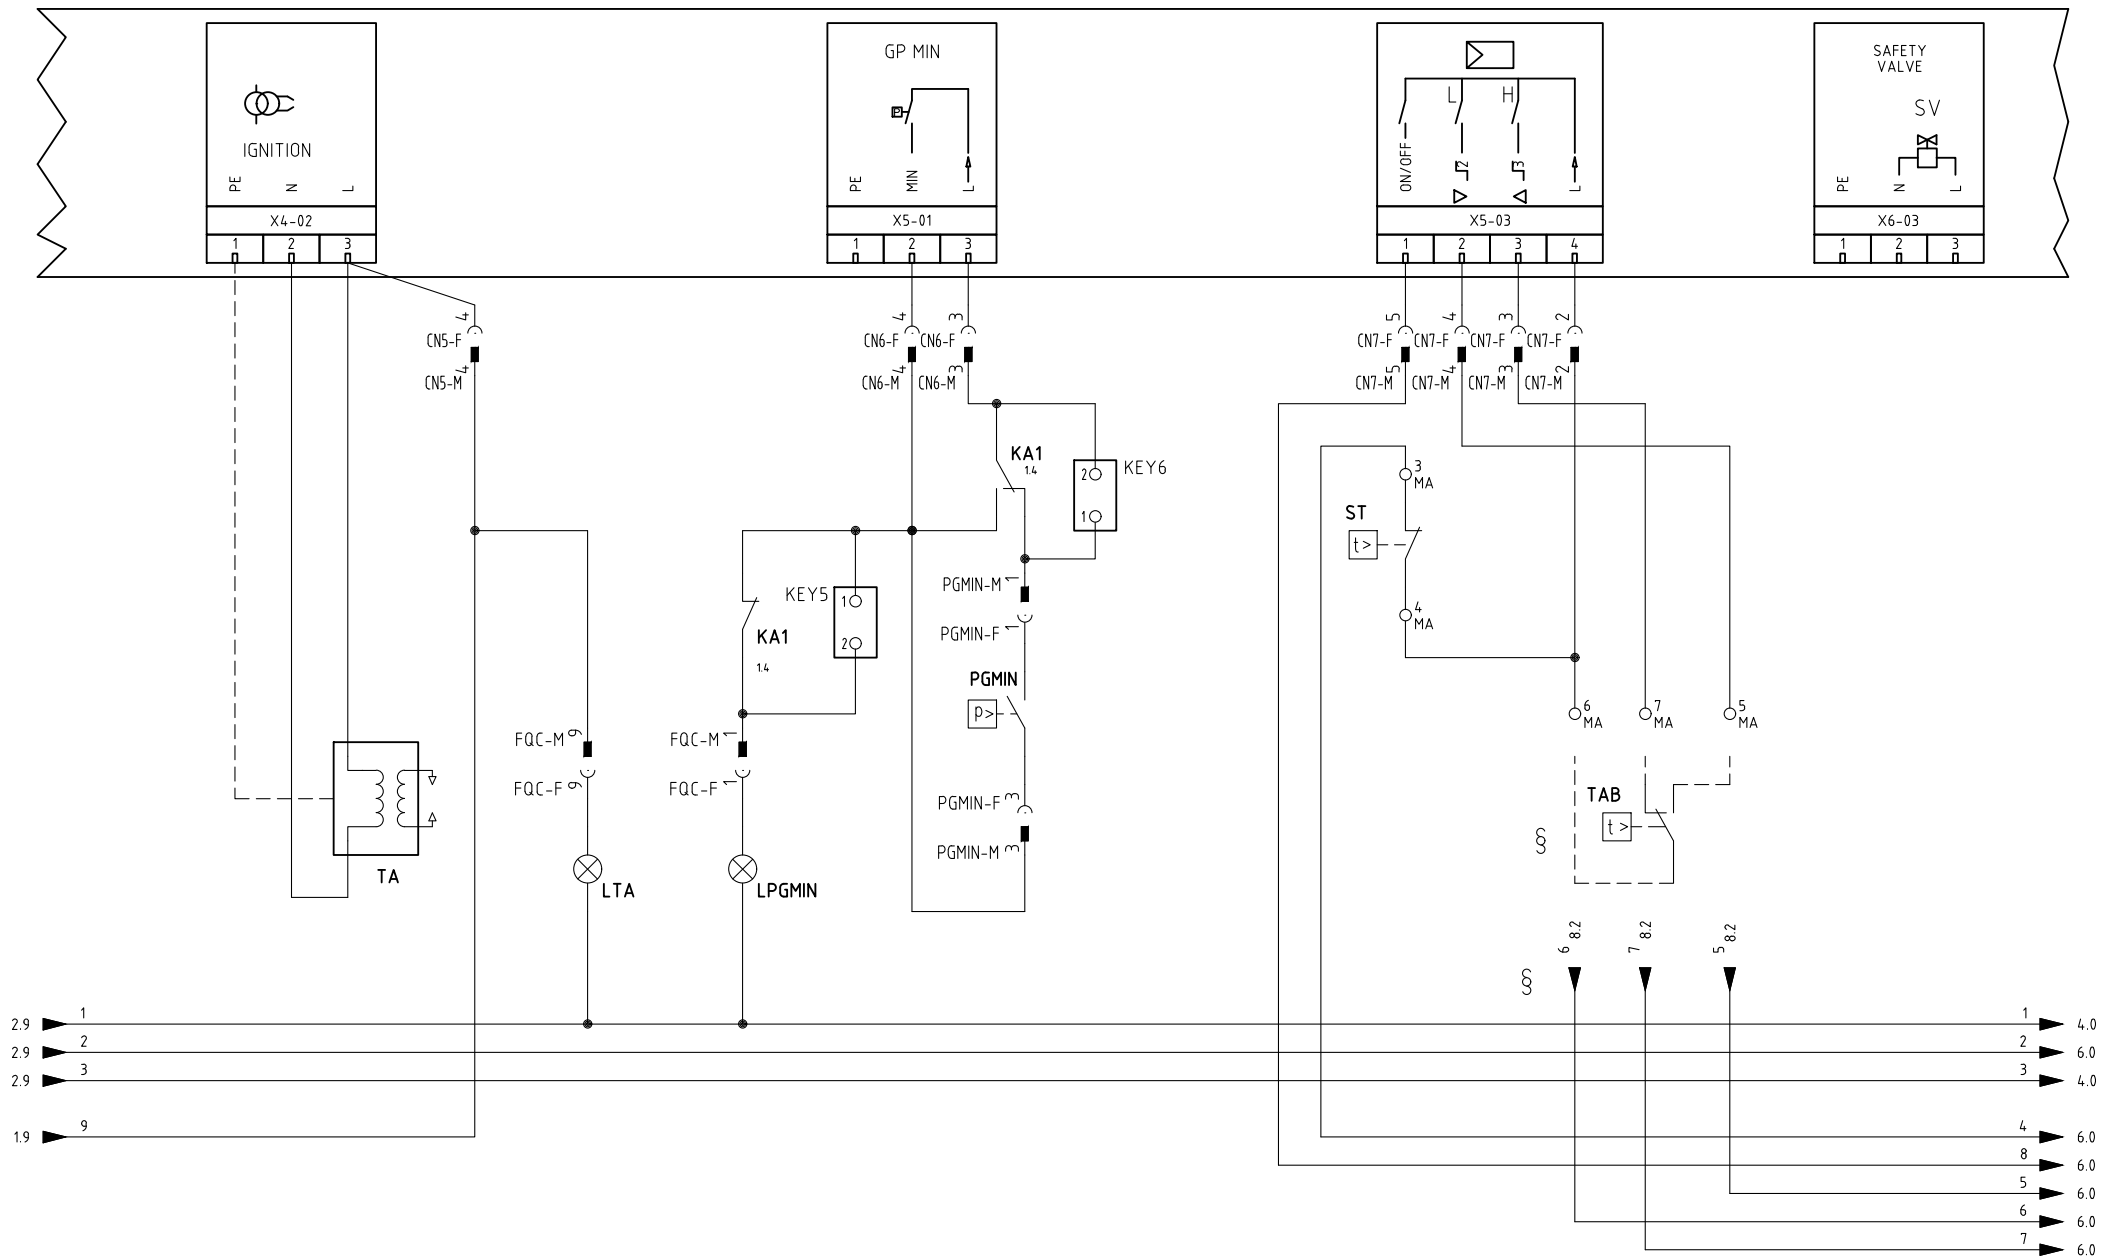 IGNITION
PE
N
L
X4-02
1 2 3
GP MIN
P
PE
MIN
L
X5-01
1 2 3
L H
ON/OFF
2
3
L
X5-03
1 2 3 4
SAFETY
VALVE
SV
PE
N
L
X6-03
1 2 3
4
CN5-F
4
CN5-M
4 3
CN6-F CN6-F
4 3
CN6-M CN6-M
5 4 3 2
CN7-F CN7-F CN7-F CN7-F
5 4 3 2
CN7-M CN7-M CN7-M CN7-M
KA1
1.4
2
1
KEY6
3
MA
ST
t>
4
MA
KEY5
1
2
KA1
1.4
PGMIN-M 1
PGMIN-F 1
PGMIN
p>
PGMIN-F 3
PGMIN-M 3
6
MA
7
MA
5
MA
FQC-M 9
FQC-F 9
FQC-M 1
FQC-F 1
TAB
t>
§
TA
LTA
LPGMIN
6 8.2
7 8.2
5 8.2
§
2.9 1 1 4.0
2.9 2 2 6.0
2.9 3 3 4.0
1.9 9 4 6.0
8 6.0
5 6.0
6 6.0
7 6.0